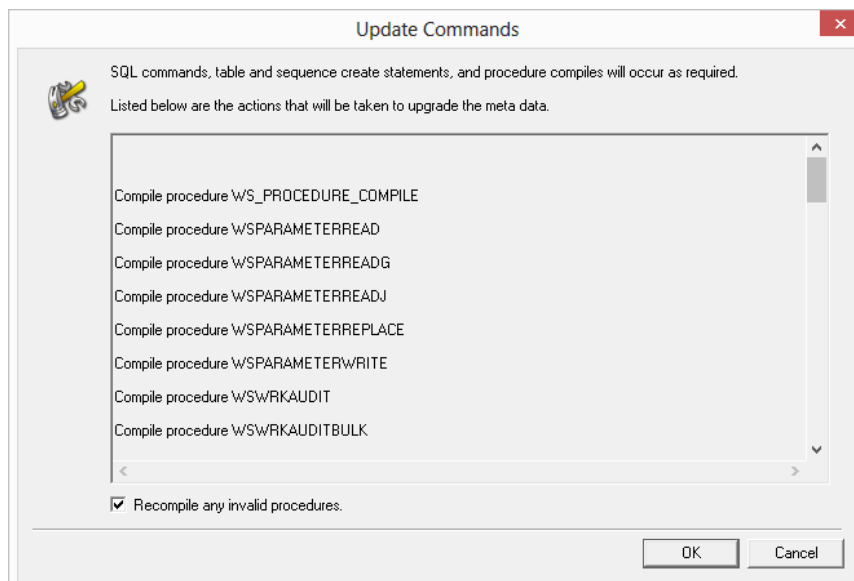 Update Commands
SQL commands, table and sequence create statements, and procedure compiles will occur as required.
Listed below are the actions that will be taken to upgrade the meta data.
Compile procedure WS_PROCEDURE_COMPILE
Compile procedure WSPARAMETERREAD
Compile procedure WSPARAMETERREADG
Compile procedure WSPARAMETERREADJ
Compile procedure WSPARAMETERREPLACE
Compile procedure WSPARAMETERWRITE
Compile procedure WSWRKAUDIT
Compile procedure WSWRKAUDITBULK
Recompile any invalid procedures.
OK
Cancel